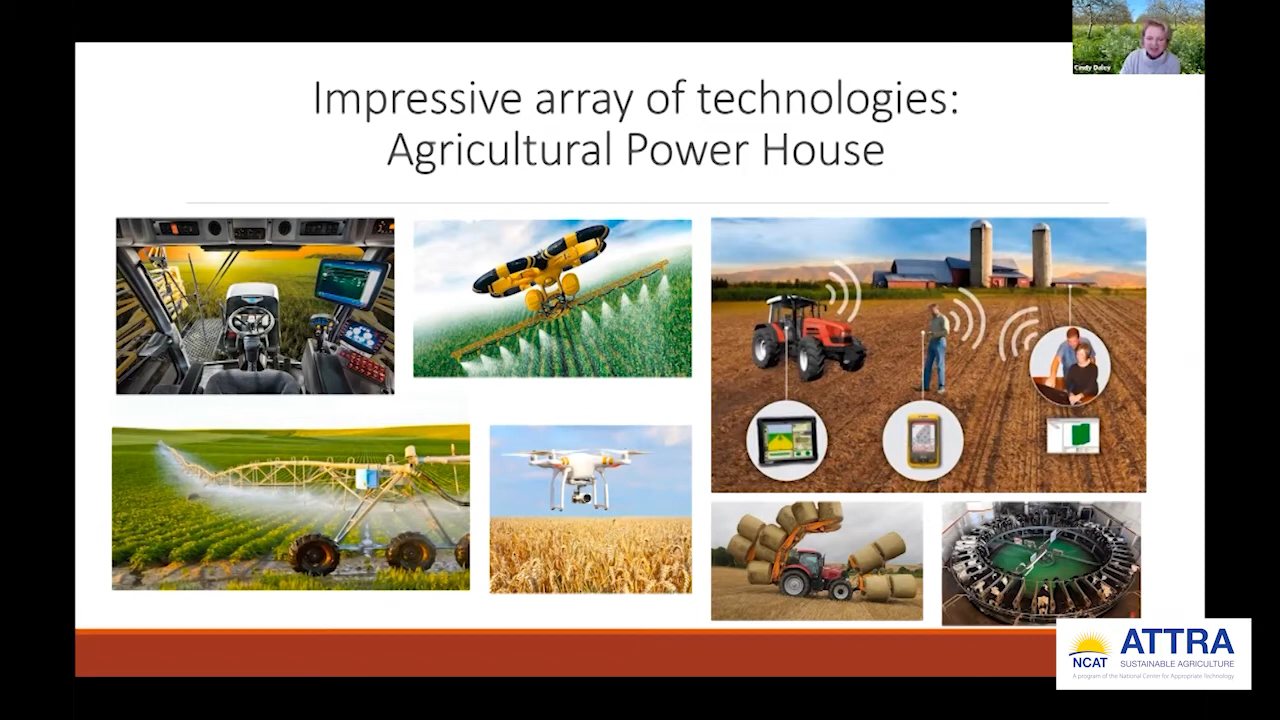 Cindy Daley
Impressive array of technologies:
Agricultural Power House
NCAT
ATTRA
SUSTAINABLE AGRICULTURE
A program of the National Center for Appropriate Technology